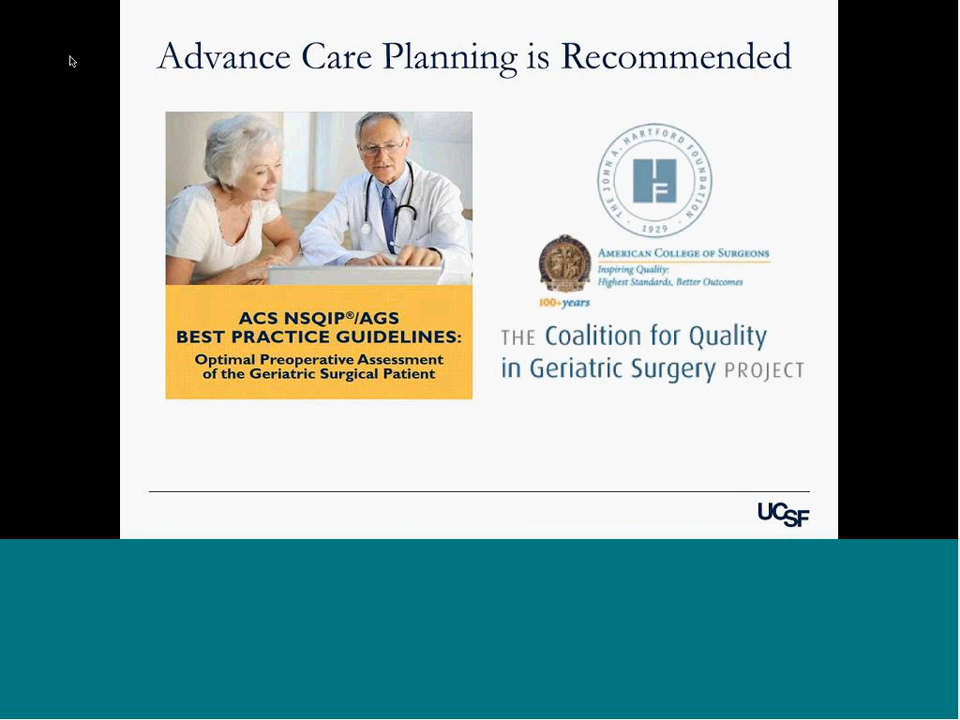 Advance Care Planning is Recommended
ACS NSQIP®/AGS
BEST PRACTICE GUIDELINES:
Optimal Preoperative Assessment
of the Geriatric Surgical Patient
THE JOHN A. HARTFORD FOUNDATION
HF
· 1929 ·
AMERICAN COLLEGE OF SURGEONS
Inspiring Quality:
Highest Standards, Better Outcomes
100+years
THE Coalition for Quality
in Geriatric Surgery PROJECT
UCSF